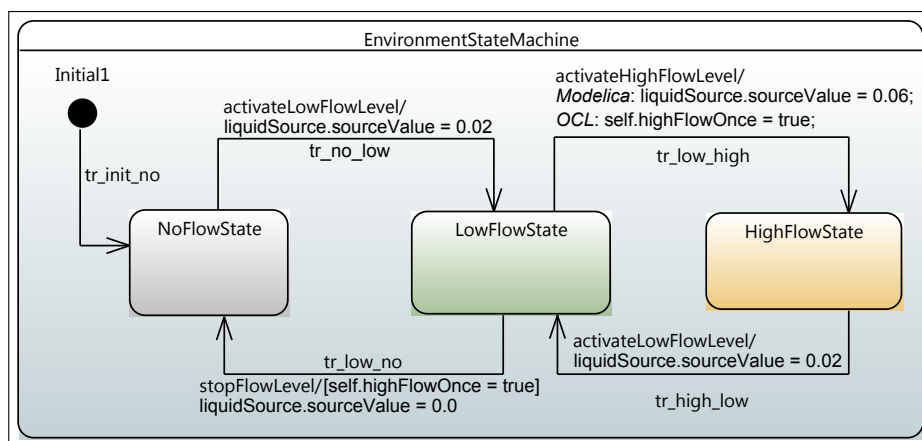 EnvironmentStateMachine
Initial1
tr_init_no
activateLowFlowLevel/
liquidSource.sourceValue = 0.02
tr_no_low
activateHighFlowLevel/
Modelica: liquidSource.sourceValue = 0.06;
OCL: self.highFlowOnce = true;
tr_low_high
NoFlowState
LowFlowState
HighFlowState
tr_low_no
stopFlowLevel/[self.highFlowOnce = true]
liquidSource.sourceValue = 0.0
activateLowFlowLevel/
liquidSource.sourceValue = 0.02
tr_high_low